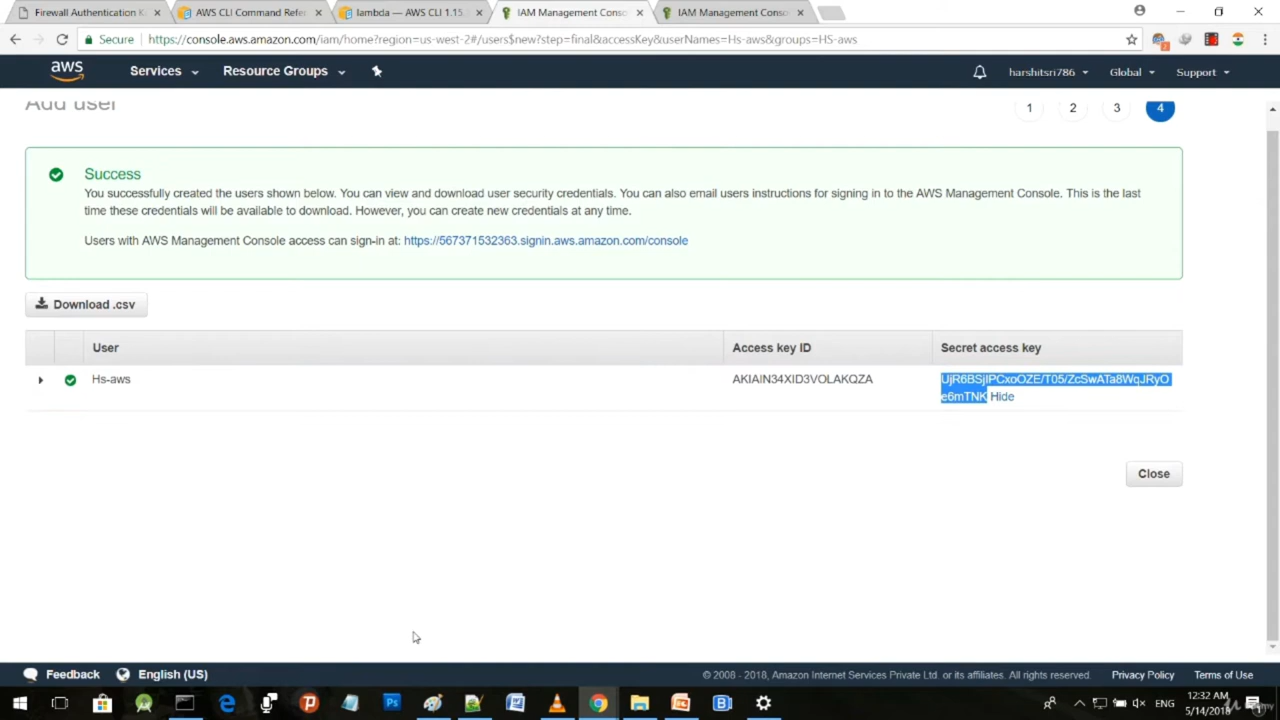 Firewall Authentication K
AWS CLI Command Refer
lambda — AWS CLI 1.15.
IAM Management Conso
IAM Management Conso
Secure
https://console.aws.amazon.com/iam/home?region=us-west-2#/users$new?step=final&accessKey&userNames=Hs-aws&groups=HS-aws
aws
Services
Resource Groups
harshitsri786
Global
Support
Add user
1 2 3 4
Success
You successfully created the users shown below. You can view and download user security credentials. You can also email users instructions for signing in to the AWS Management Console. This is the last
time these credentials will be available to download. However, you can create new credentials at any time.
Users with AWS Management Console access can sign-in at: https://567371532363.signin.aws.amazon.com/console
Download .csv
User Access key ID Secret access key
Hs-aws AKIAIN34XID3VOLAKQZA
e6mTNK Hide
Close
Feedback
English (US)
© 2008 - 2018, Amazon Internet Services Private Ltd. or its affiliates. All rights reserved.
Privacy Policy
Terms of Use
ENG
12:32 AM